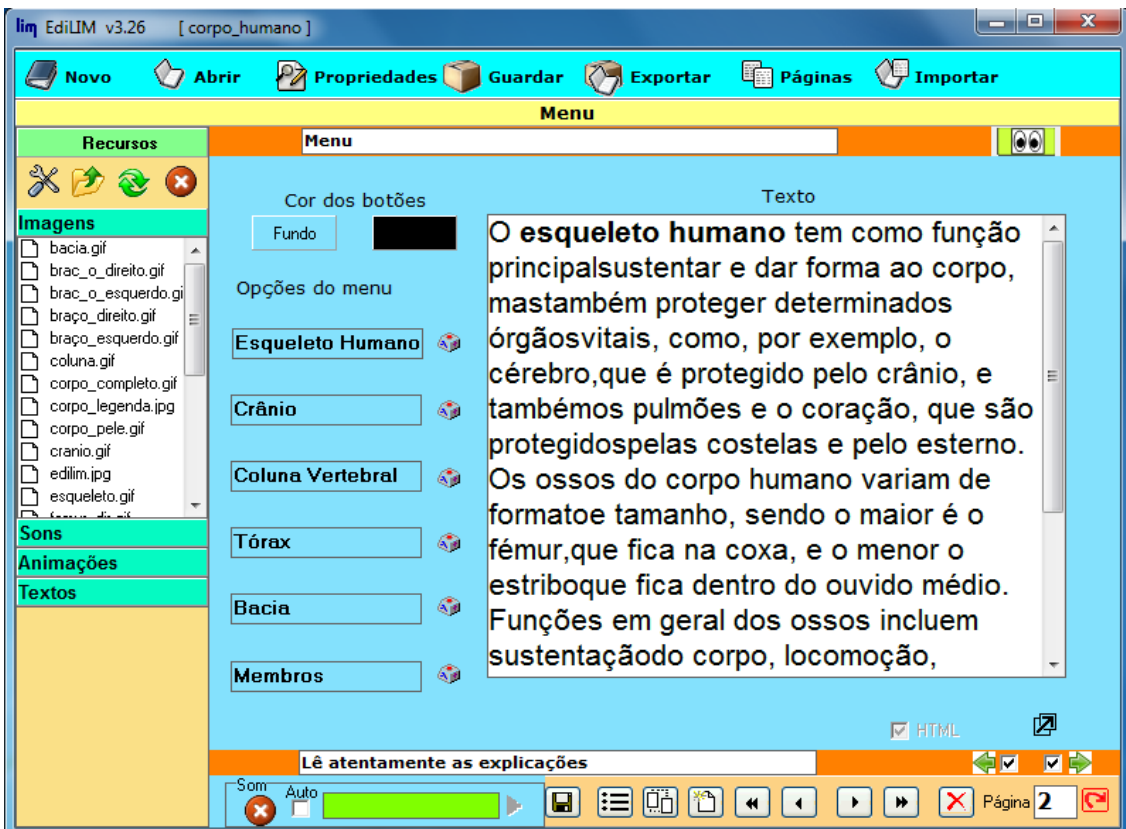 lim EdiLIM v3.26 [ corpo_humano ]
Novo Abrir Propriedades Guardar Exportar Páginas Importar
Menu
Recursos
Menu
Imagens
bacia.gif
brac_o_direito.gif
brac_o_esquerdo.gi
braço_direito.gif
braço_esquerdo.gif
coluna.gif
corpo_completo.gif
corpo_legenda.jpg
corpo_pele.gif
cranio.gif
edilim.jpg
esqueleto.gif
Sons
Animações
Textos
Cor dos botões
Fundo
Opções do menu
Esqueleto Humano
Crânio
Coluna Vertebral
Tórax
Bacia
Membros
Texto
O esqueleto humano tem como função
principalsustentar e dar forma ao corpo,
mastambém proteger determinados
órgãosvitais, como, por exemplo, o
cérebro,que é protegido pelo crânio, e
tambémos pulmões e o coração, que são
protegidospelas costelas e pelo esterno.
Os ossos do corpo humano variam de
formatoe tamanho, sendo o maior é o
fémur,que fica na coxa, e o menor o
estriboque fica dentro do ouvido médio.
Funções em geral dos ossos incluem
sustentaçãodo corpo, locomoção,
HTML
Lê atentamente as explicações
Som
Auto
Página 2